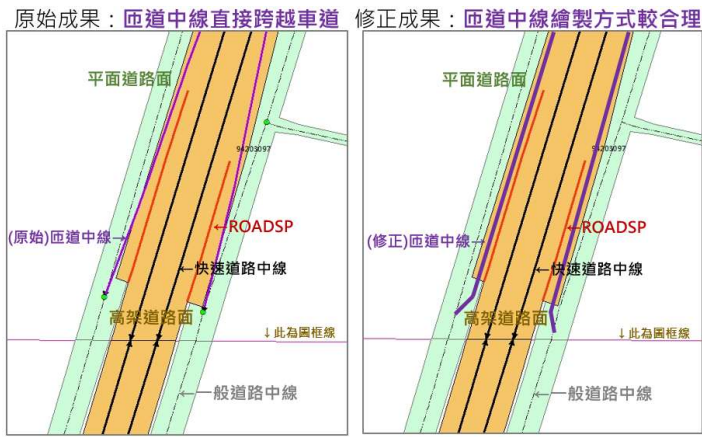 原始成果：匝道中線直接跨越車道
修正成果：匝道中線繪製方式較合理
平面道路面
94203097
(原始)匝道中線→
←ROADSP
←快速道路中線
高架道路面
↓此為圖框線
←一般道路中線
平面道路面
94203097
(修正)匝道中線→
←ROADSP
←快速道路中線
高架道路面
↓此為圖框線
←一般道路中線